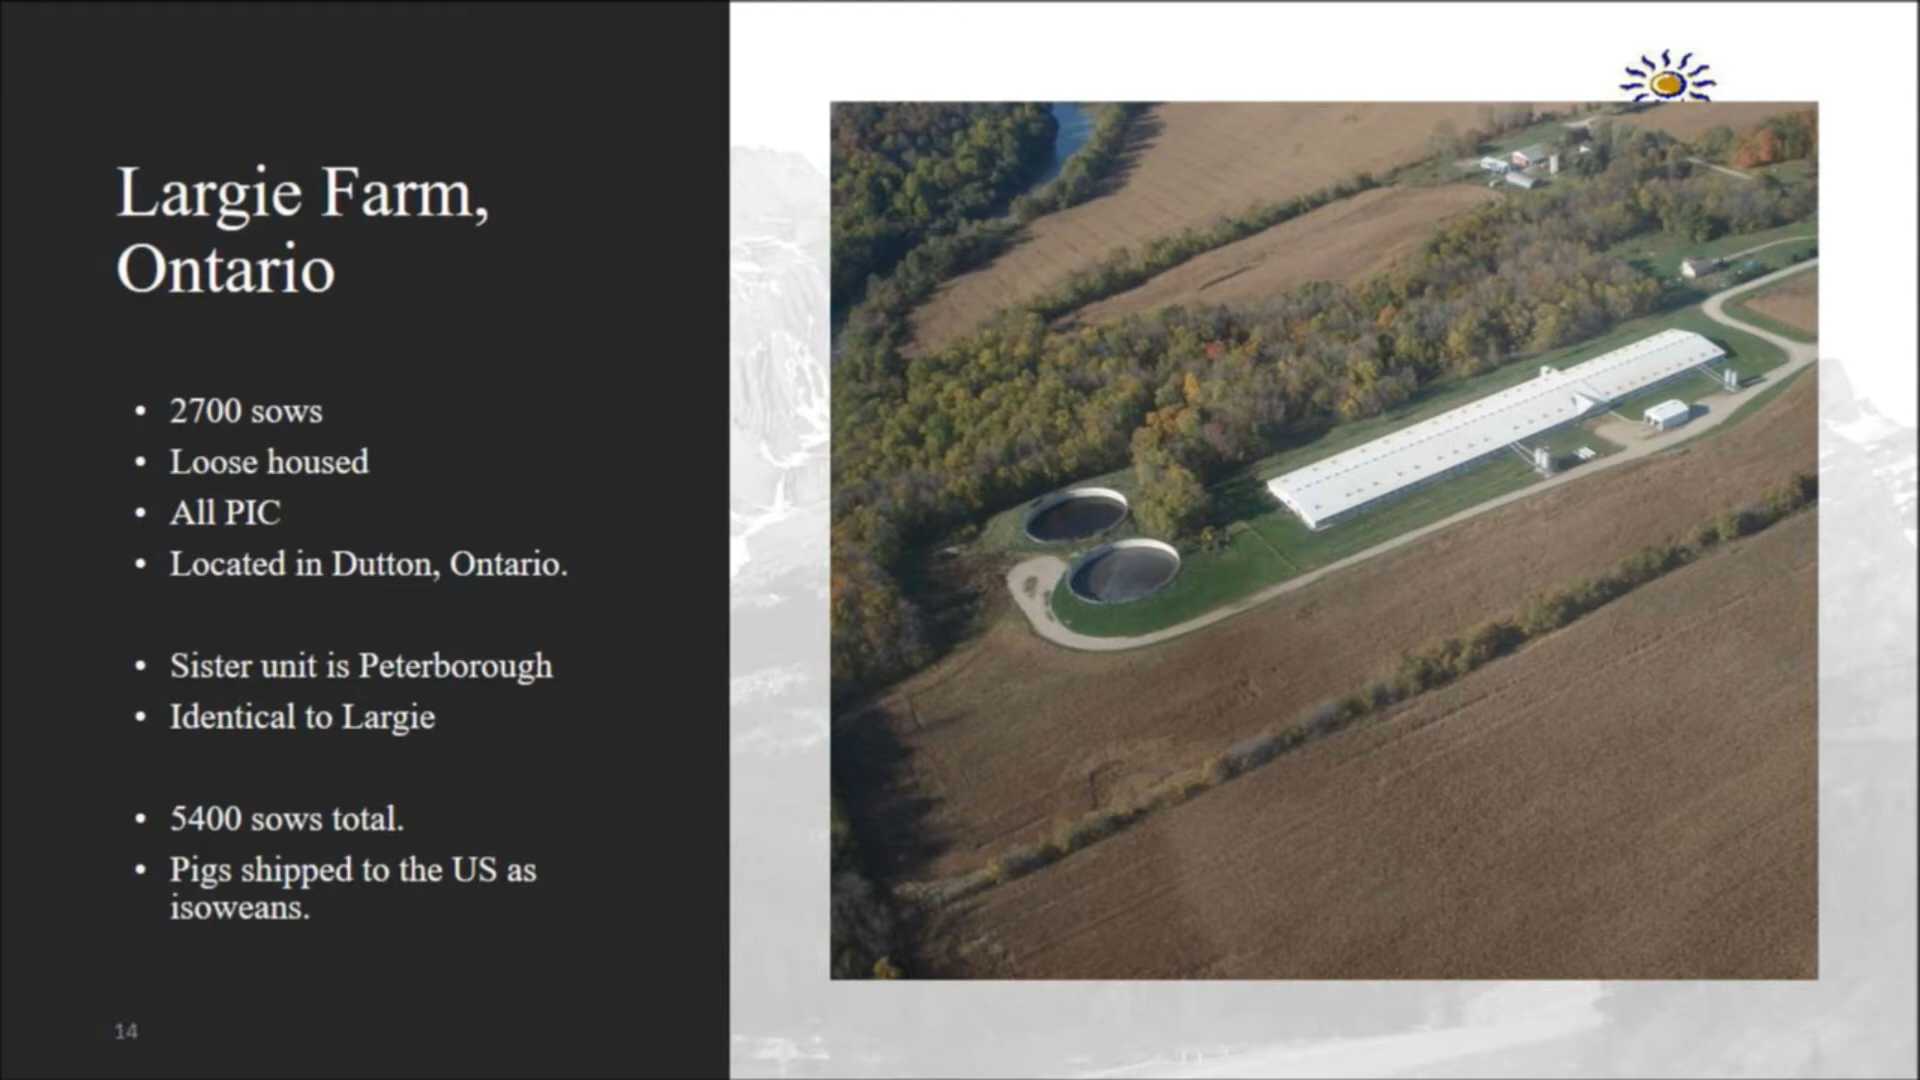 Largie Farm,
Ontario
• 2700 sows
• Loose housed
• All PIC
• Located in Dutton, Ontario.
• Sister unit is Peterborough
• Identical to Largie
• 5400 sows total.
• Pigs shipped to the US as
isoweans.
14